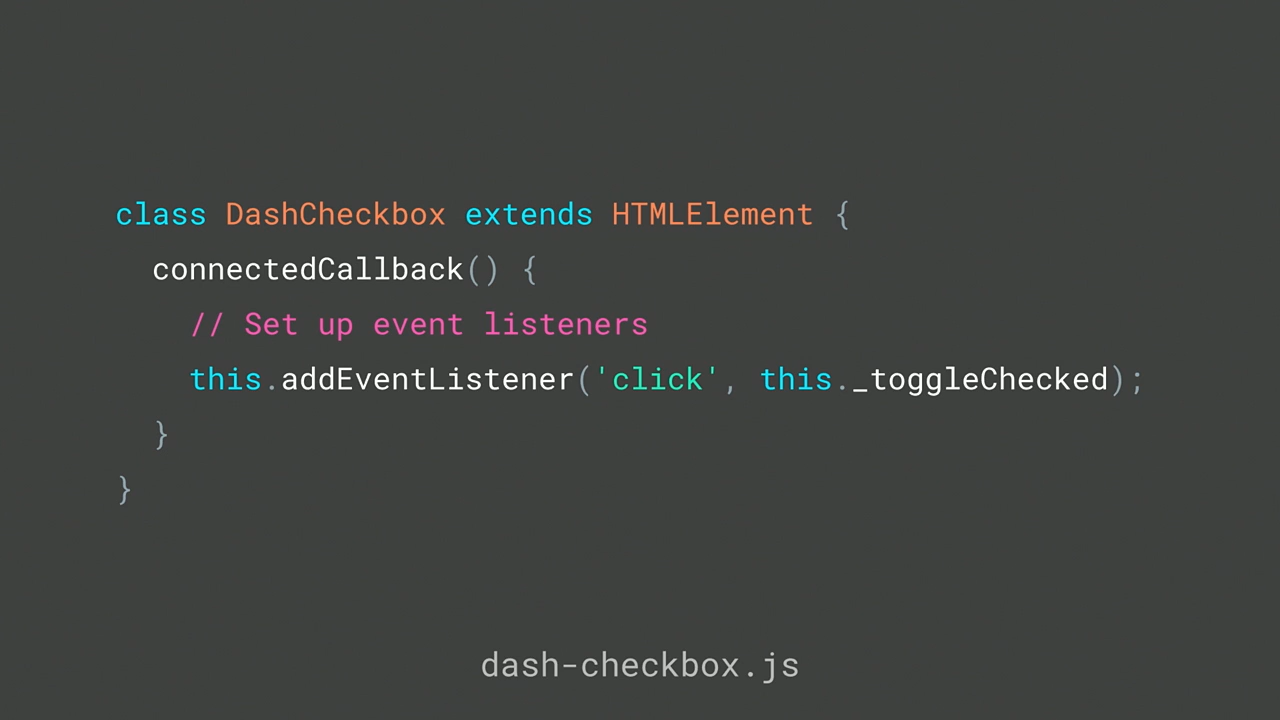 class DashCheckbox extends HTMLElement {
connectedCallback() {
// Set up event listeners
this.addEventListener('click', this._toggleChecked);
}
}
dash-checkbox.js